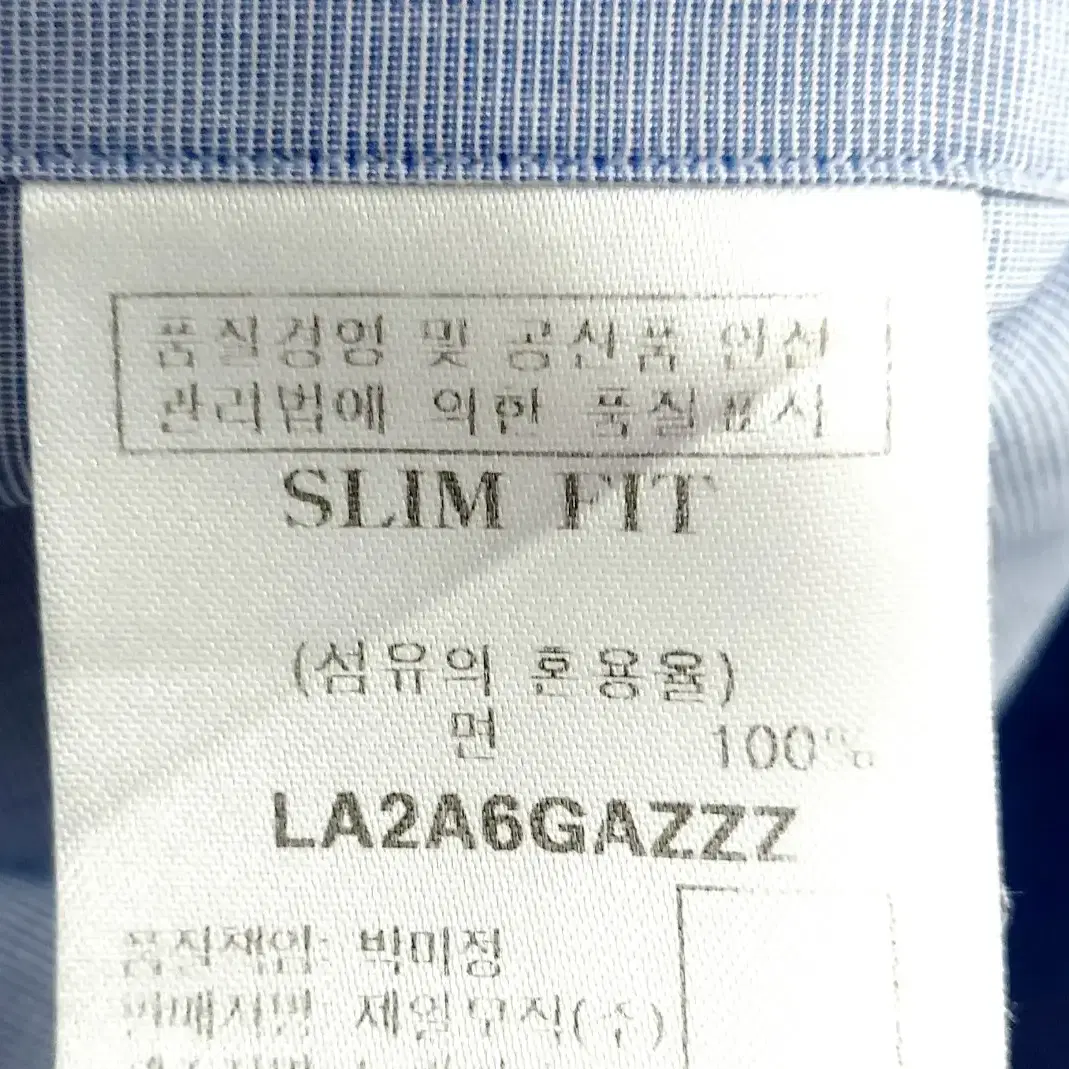 품질경영 및 공산품 안전
관리법에 의한 품질표시
SLIM FIT
(섬유의 혼용율)
면 100%
LA2A6GAZZZ
품질책임: 박미정
판매자명: 제일모직(주)